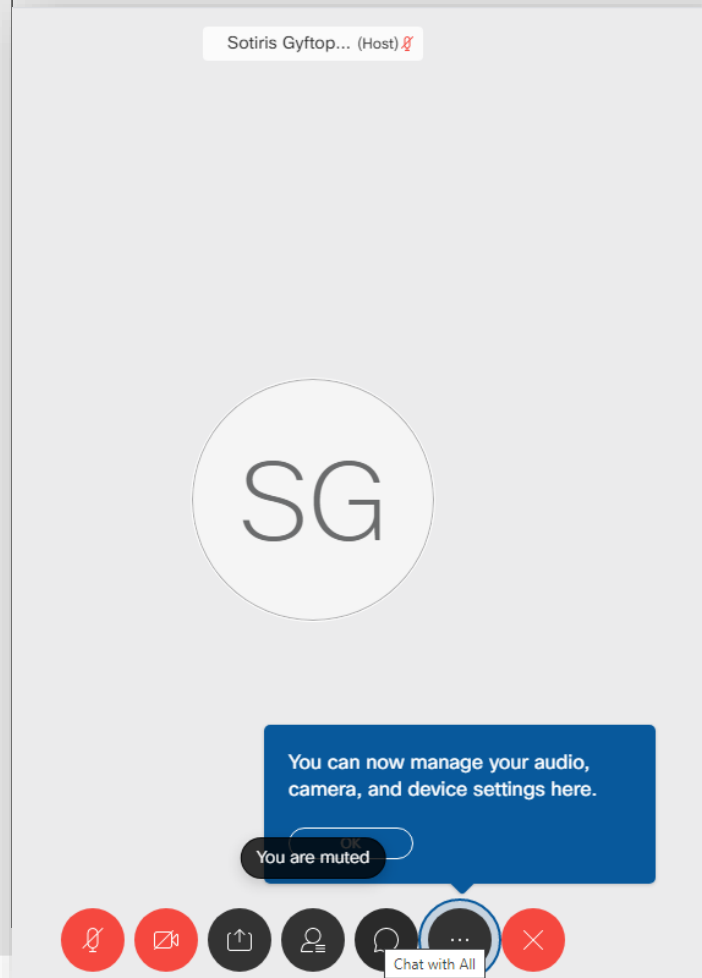 Sotiris Gyftop... (Host)
SG
You can now manage your audio,
camera, and device settings here.
OK
You are muted
Chat with All